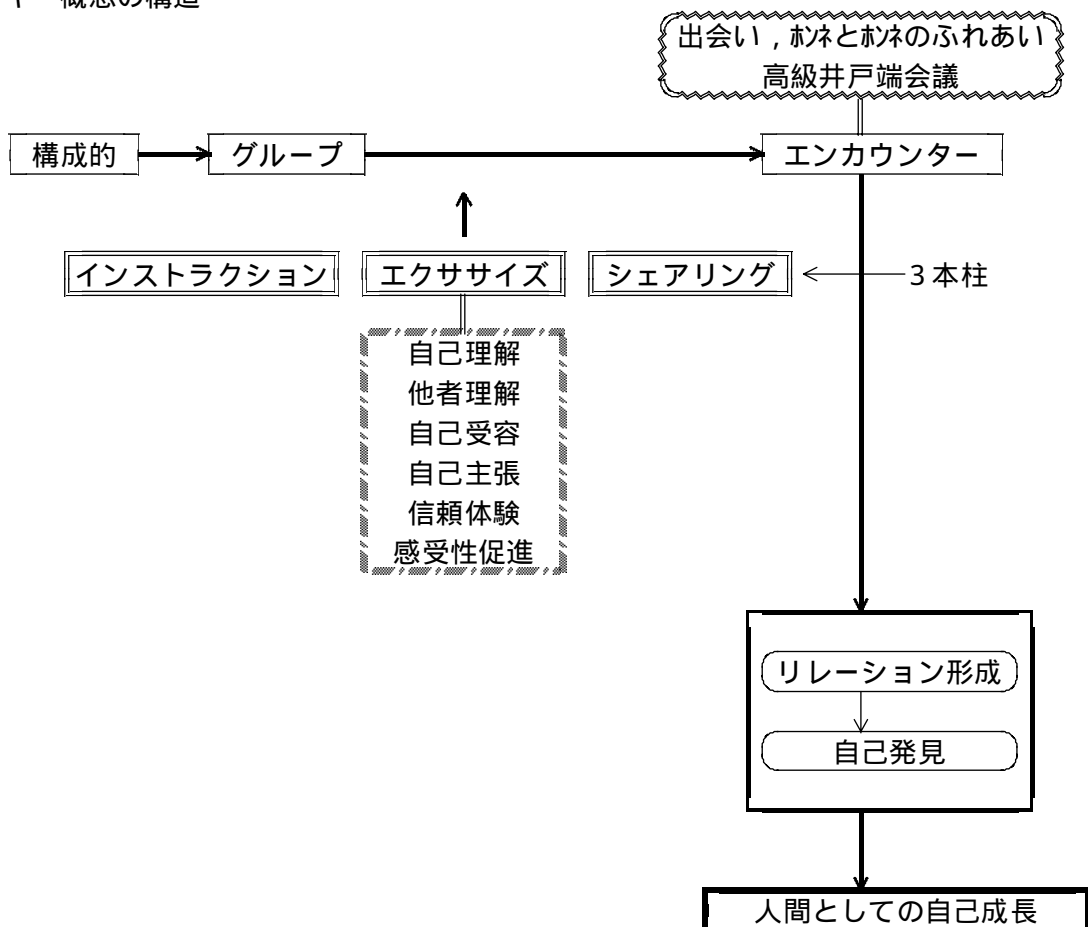 概念の構造
出会い，ﾎﾝﾈとﾎﾝﾈのふれあい
高級井戸端会議
構成的 グループ エンカウンター
インストラクション エクササイズ シェアリング ３本柱
自己理解
他者理解
自己受容
自己主張
信頼体験
感受性促進
リレーション形成
自己発見
人間としての自己成長